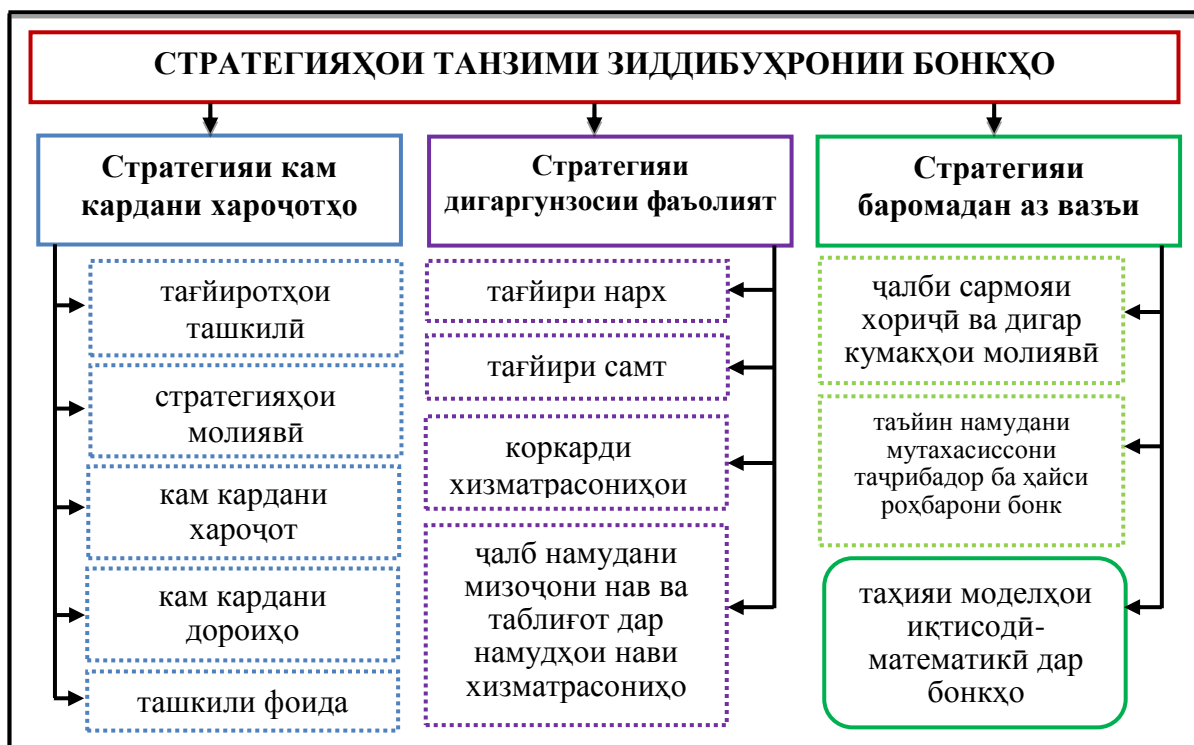 СТРАТЕГИЯҲОИ ТАНЗИМИ ЗИДДИБУҲРОНИИ БОНКҲО
Стратегияи кам
кардани хароҷотҳо
тағйиротҳои
ташкилӣ
стратегияҳои
молиявӣ
кам кардани
хароҷот
кам кардани
дороиҳо
ташкили фоида
Стратегияи
дигаргунзосии фаъолият
тағйири нарх
тағйири самт
коркарди
хизматрасониҳои
ҷалб намудани
мизоҷони нав ва
таблиғот дар
намудҳои нави
хизматрасониҳо
Стратегияи
баромадан аз вазъи
ҷалби сармояи
хориҷӣ ва дигар
кумакҳои молиявӣ
таъйин намудани
мутахасиссони
таҷрибадор ба ҳайси
роҳбарони бонк
таҳияи моделҳои
иқтисодӣ-
математикӣ дар
бонкҳо